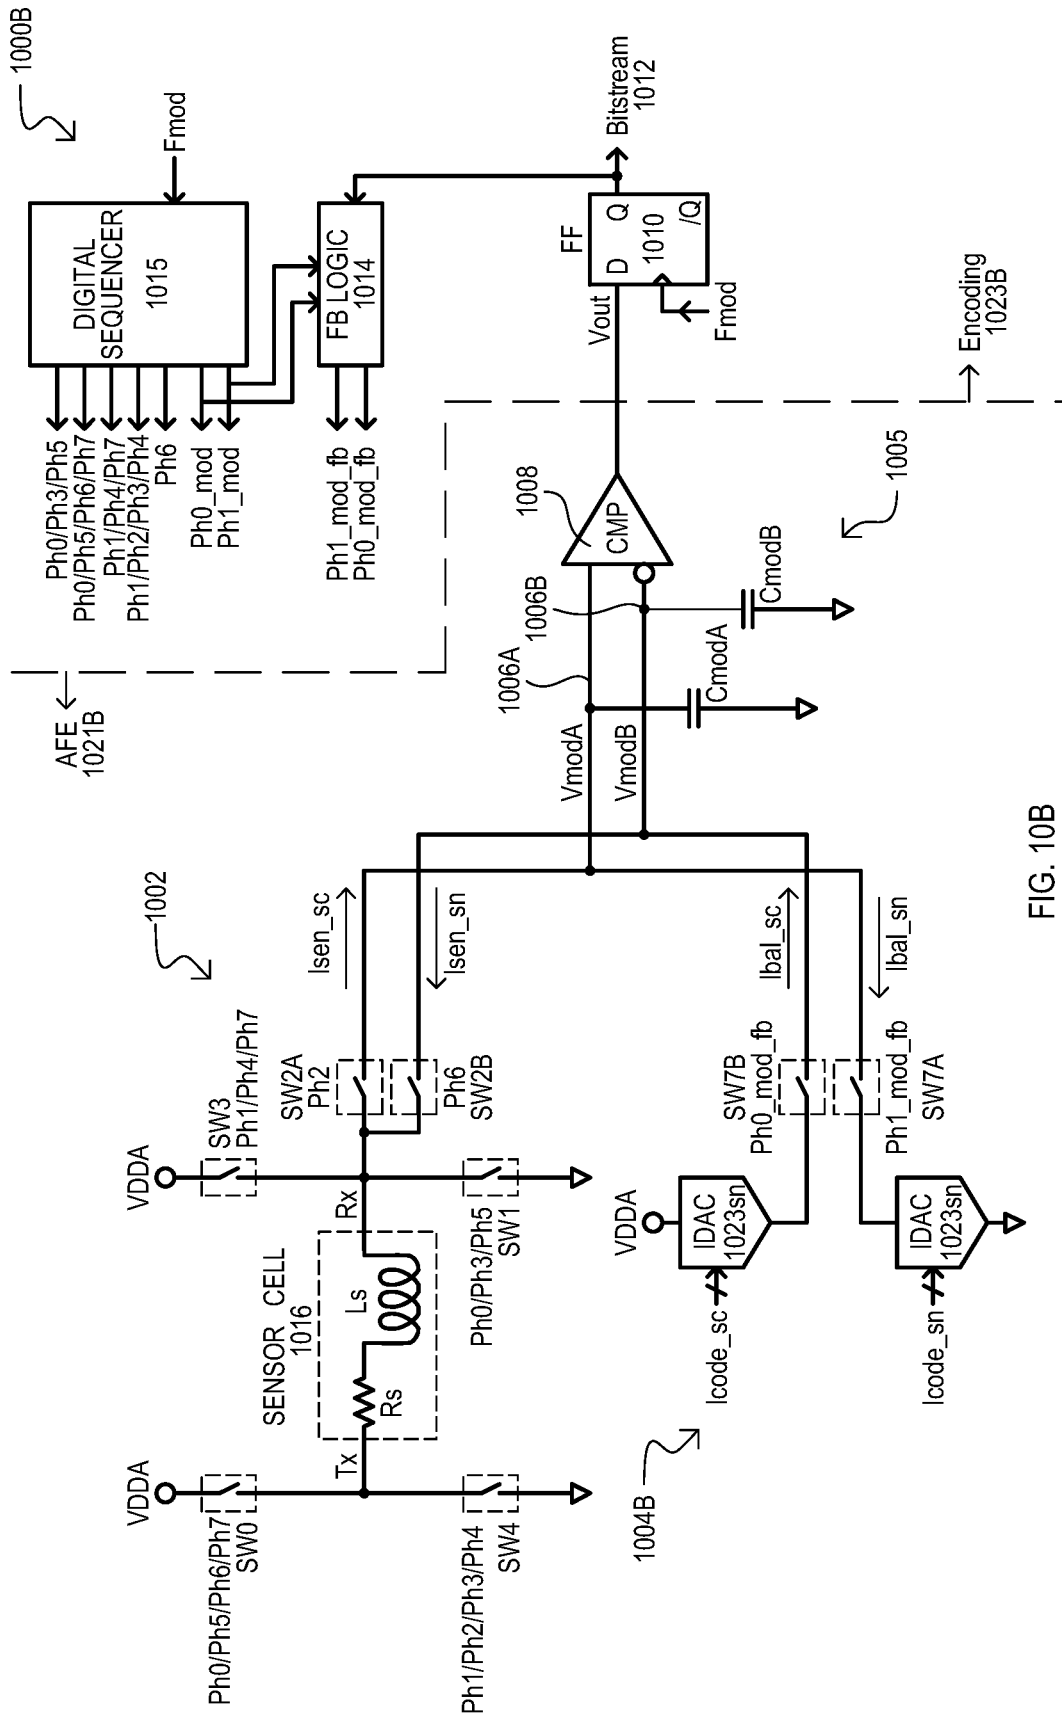 1000B
DIGITAL
SEQUENCER
1015
Fmod
Ph0/Ph3/Ph5
Ph0/Ph5/Ph6/Ph7
Ph1/Ph4/Ph7
Ph1/Ph2/Ph3/Ph4
Ph6
Ph0_mod
Ph1_mod
FB LOGIC
1014
Ph1_mod_fb
Ph0_mod_fb
AFE
1021B
Encoding
1023B
1002
VDDA
Ph0/Ph5/Ph6/Ph7
SW0
Tx
Ph1/Ph2/Ph3/Ph4
SW4
SENSOR CELL
1016
Rs
Ls
VDDA
SW3
Ph1/Ph4/Ph7
Rx
Ph0/Ph3/Ph5
SW1
SW2A
Ph2
Ph6
SW2B
Isen_sc
Isen_sn
1004B
VDDA
Icode_sc
IDAC
1023sn
Icode_sn
IDAC
1023sn
SW7B
Ph0_mod_fb
Ph1_mod_fb
SW7A
Ibal_sc
Ibal_sn
VmodA
VmodB
1006A
1006B
CmodA
CmodB
1005
1008
CMP
Vout
FF
D
Q
1010
/Q
Fmod
Bitstream
1012
FIG. 10B